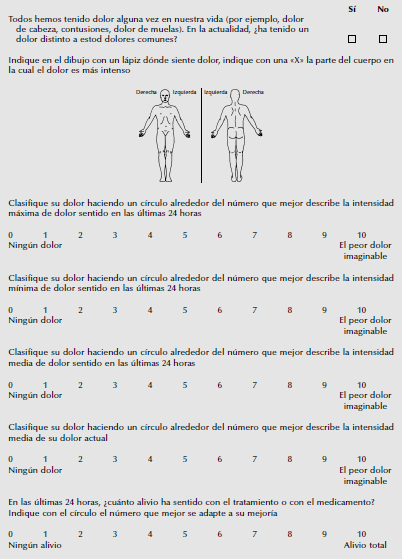 Sí No
Todos hemos tenido dolor alguna vez en nuestra vida (por ejemplo, dolor
de cabeza, contusiones, dolor de muelas). En la actualidad, ¿ha tenido un
dolor distinto a estod dolores comunes?
Indique en el dibujo con un lápiz dónde siente dolor, indique con una «X» la parte del cuerpo en
la cual el dolor es más intenso
Derecha Izquierda Izquierda Derecha
Clasifique su dolor haciendo un círculo alrededor del número que mejor describe la intensidad
máxima de dolor sentido en las últimas 24 horas
0 1 2 3 4 5 6 7 8 9 10
Ningún dolor El peor dolor
imaginable
Clasifique su dolor haciendo un círculo alrededor del número que mejor describe la intensidad
mínima de dolor sentido en las últimas 24 horas
0 1 2 3 4 5 6 7 8 9 10
Ningún dolor El peor dolor
imaginable
Clasifique su dolor haciendo un círculo alrededor del número que mejor describe la intensidad
media de dolor sentido en las últimas 24 horas
0 1 2 3 4 5 6 7 8 9 10
Ningún dolor El peor dolor
imaginable
Clasifique su dolor haciendo un círculo alrededor del número que mejor describe la intensidad
media de su dolor actual
0 1 2 3 4 5 6 7 8 9 10
Ningún dolor El peor dolor
imaginable
En las últimas 24 horas, ¿cuánto alivio ha sentido con el tratamiento o con el medicamento?
Indique con el círculo el número que mejor se adapte a su mejoría
0 1 2 3 4 5 6 7 8 9 10
Ningún alivio Alivio total